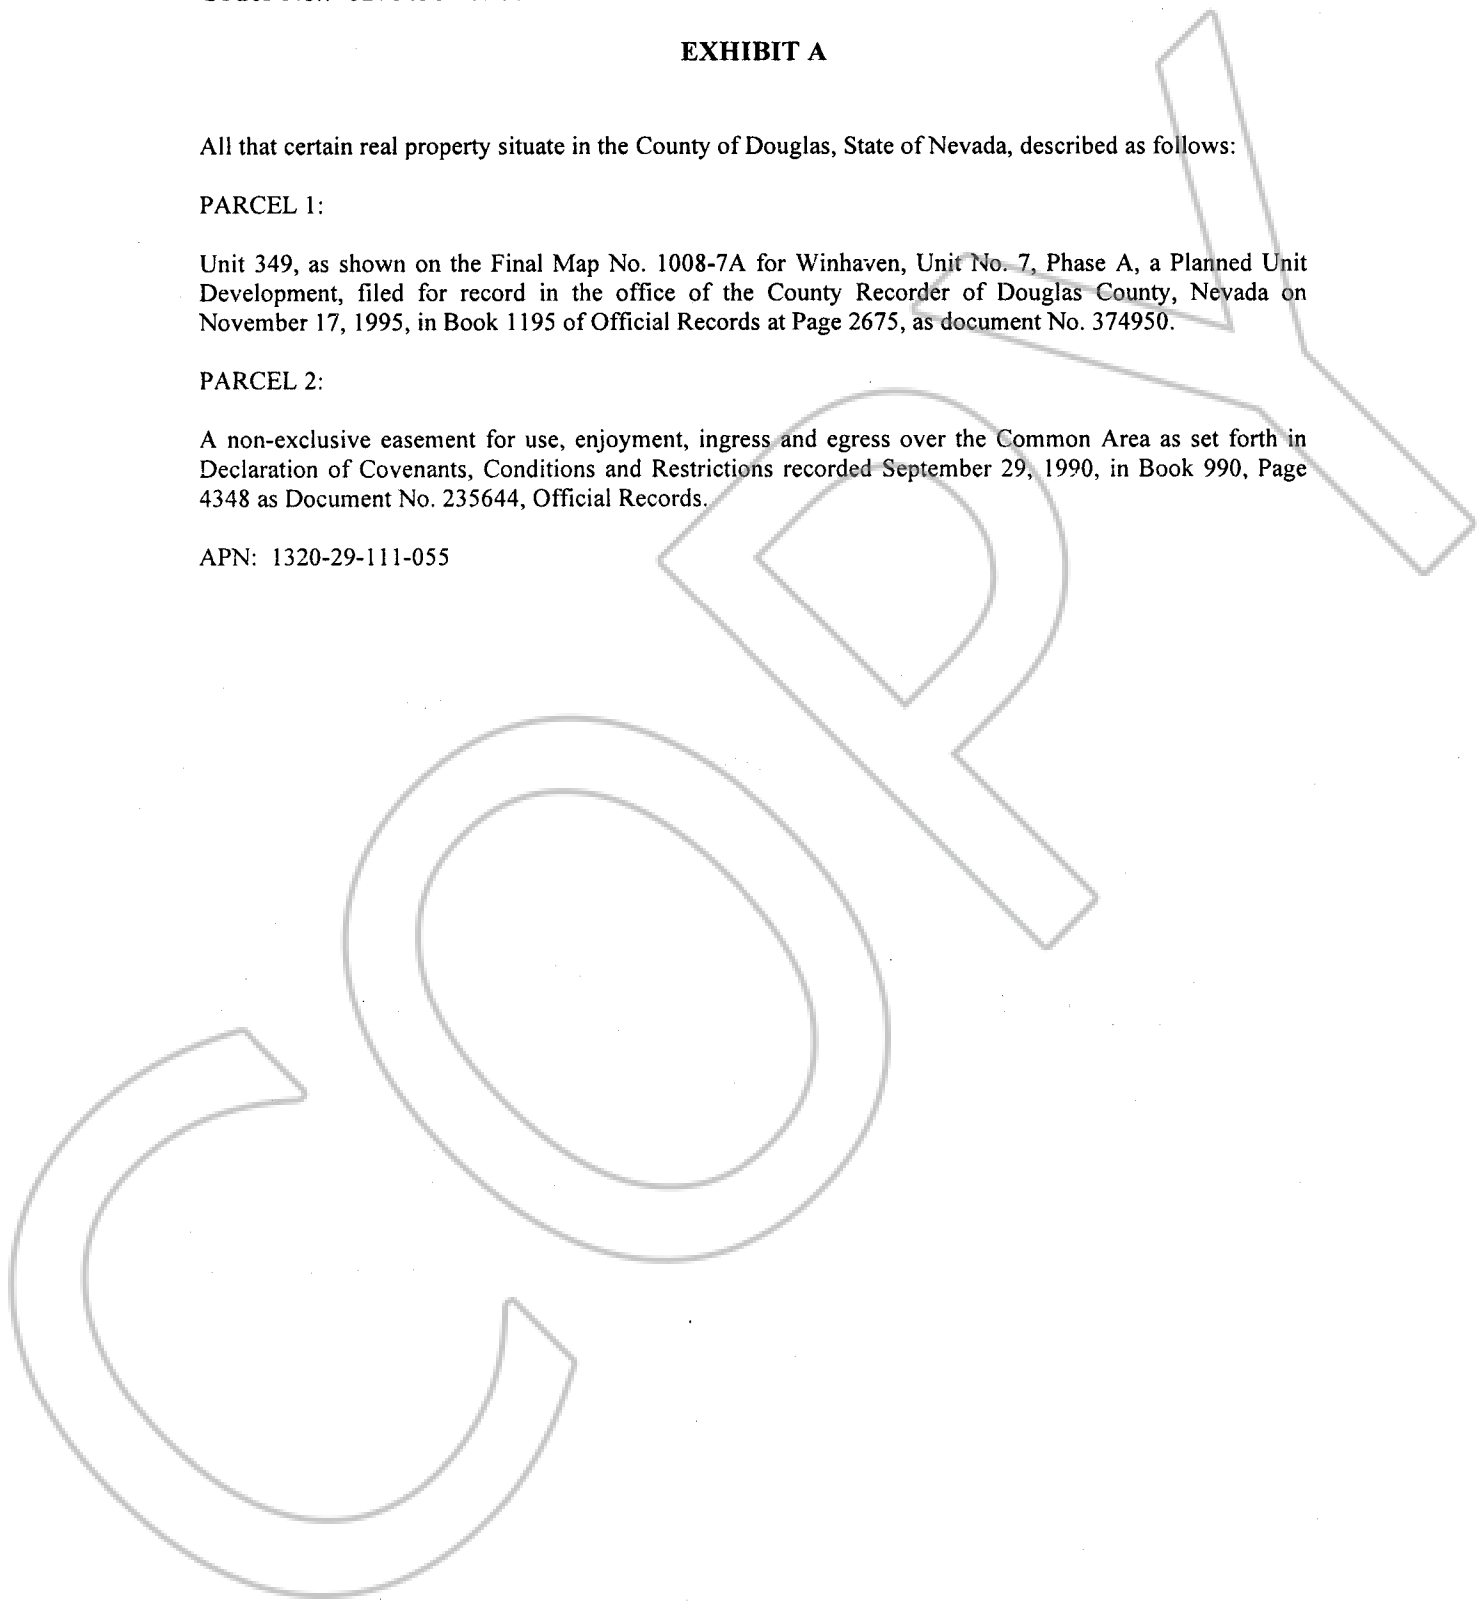 EXHIBIT A
All that certain real property situate in the County of Douglas, State of Nevada, described as follows:
PARCEL 1:
Unit 349, as shown on the Final Map No. 1008-7A for Winhaven, Unit No. 7, Phase A, a Planned Unit
Development, filed for record in the office of the County Recorder of Douglas County, Nevada on
November 17, 1995, in Book 1195 of Official Records at Page 2675, as document No. 374950.
PARCEL 2:
A non-exclusive easement for use, enjoyment, ingress and egress over the Common Area as set forth in
Declaration of Covenants, Conditions and Restrictions recorded September 29, 1990, in Book 990, Page
4348 as Document No. 235644, Official Records.
APN: 1320-29-111-055
COPY